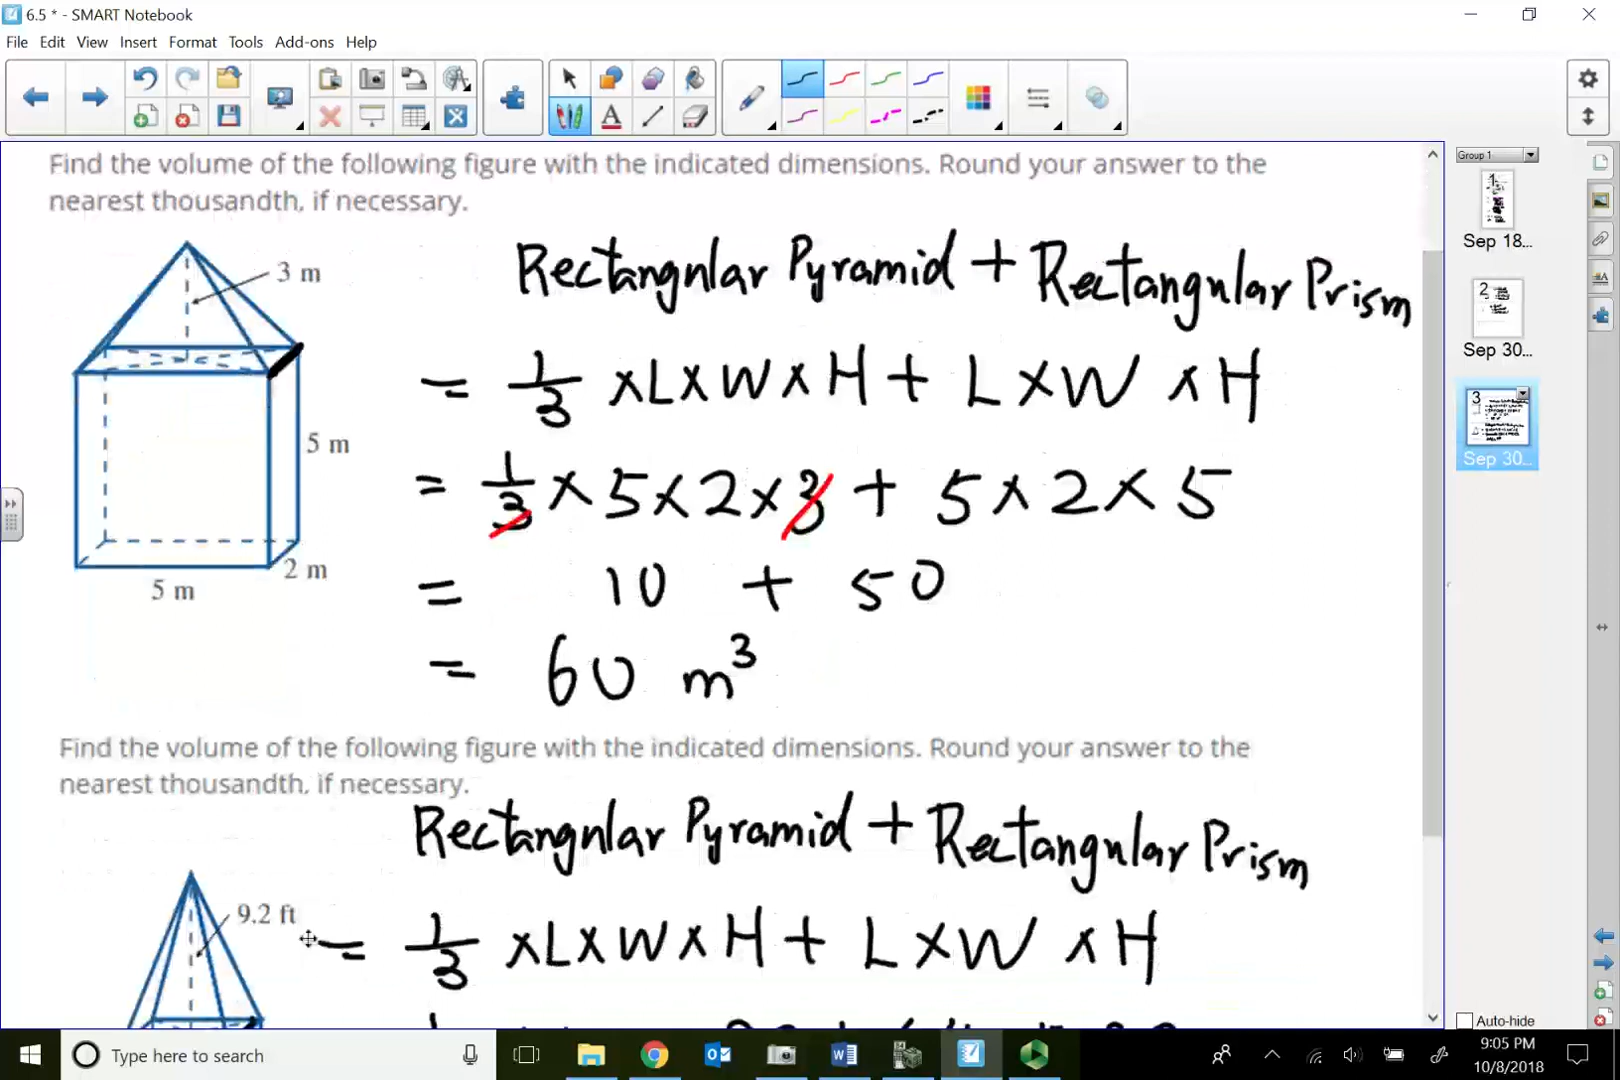 6.5 * - SMART Notebook
File Edit View Insert Format Tools Add-ons Help
Group 1
Find the volume of the following figure with the indicated dimensions. Round your answer to the
nearest thousandth, if necessary.
3 m
5 m
2 m
5 m
Rectangular Pyramid + Rectangular Prism
= 1/3 × L × W × H + L × W × H
= 1/3 × 5 × 2 × 3 + 5 × 2 × 5
= 10 + 50
= 60 m³
Find the volume of the following figure with the indicated dimensions. Round your answer to the
nearest thousandth, if necessary.
Rectangular Pyramid + Rectangular Prism
9.2 ft
= 1/3 × L × W × H + L × W × H
1
Sep 18...
2
Sep 30...
3
Sep 30...
Auto-hide
Type here to search
9:05 PM
10/8/2018